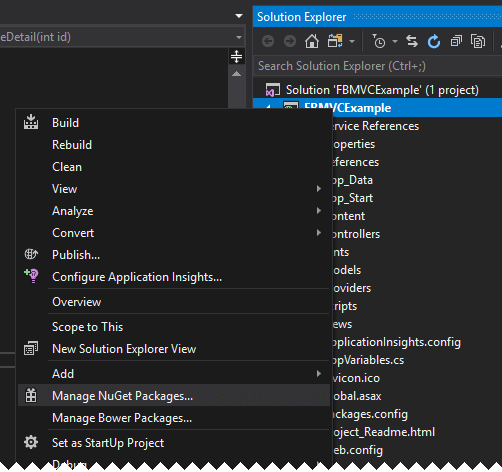 eDetail(int id)
Solution Explorer
Search Solution Explorer (Ctrl+;)
Solution 'FBMVCExample' (1 project)
FBMVCExample
ervice References
operties
eferences
pp_Data
pp_Start
ontent
ontrollers
nts
odels
oviders
ripts
ews
pplicationInsights.config
ppVariables.cs
vicon.ico
obal.asax
ackages.config
oject_Readme.html
eb.config
Build
Rebuild
Clean
View
Analyze
Convert
Publish...
Configure Application Insights...
Overview
Scope to This
New Solution Explorer View
Add
Manage NuGet Packages...
Manage Bower Packages...
Set as StartUp Project
Debug